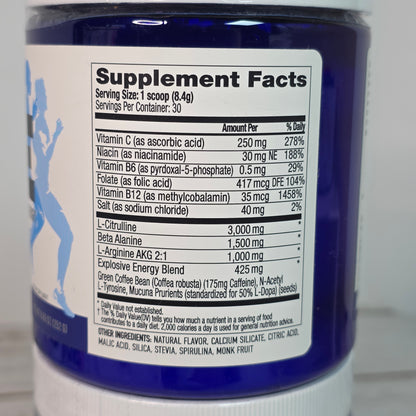 Supplement Facts
Serving Size: 1 scoop (8.4g)
Servings Per Container: 30
Amount Per % Daily
Vitamin C (as ascorbic acid) 250 mg 278%
Niacin (as niacinamide) 30 mg NE 188%
Vitamin B6 (as pyrdoxal-5-phosphate) 0.5 mg 29%
Folate (as folic acid) 417 mcg DFE 104%
Vitamin B12 (as methylcobalamin) 35 mcg 1458%
Salt (as sodium chloride) 40 mg 2%
L-Citrulline 3,000 mg *
Beta Alanine 1,500 mg *
L-Arginine AKG 2:1 1,000 mg *
Explosive Energy Blend 425 mg *
Green Coffee Bean (Coffea robusta) (175mg Caffeine), N-Acetyl
L-Tyrosine, Mucuna Prurients (standardized for 50% L-Dopa) (seeds)
* Daily Value not established.
† The % Daily Value(DV) tells you how much a nutrient in a serving of food
contributes to a daily diet. 2,000 calories a day is used for general nutrition advice.
OTHER INGREDIENTS: NATURAL FLAVOR, CALCIUM SILICATE, CITRIC ACID,
MALIC ACID, SILICA, STEVIA, SPIRULINA, MONK FRUIT